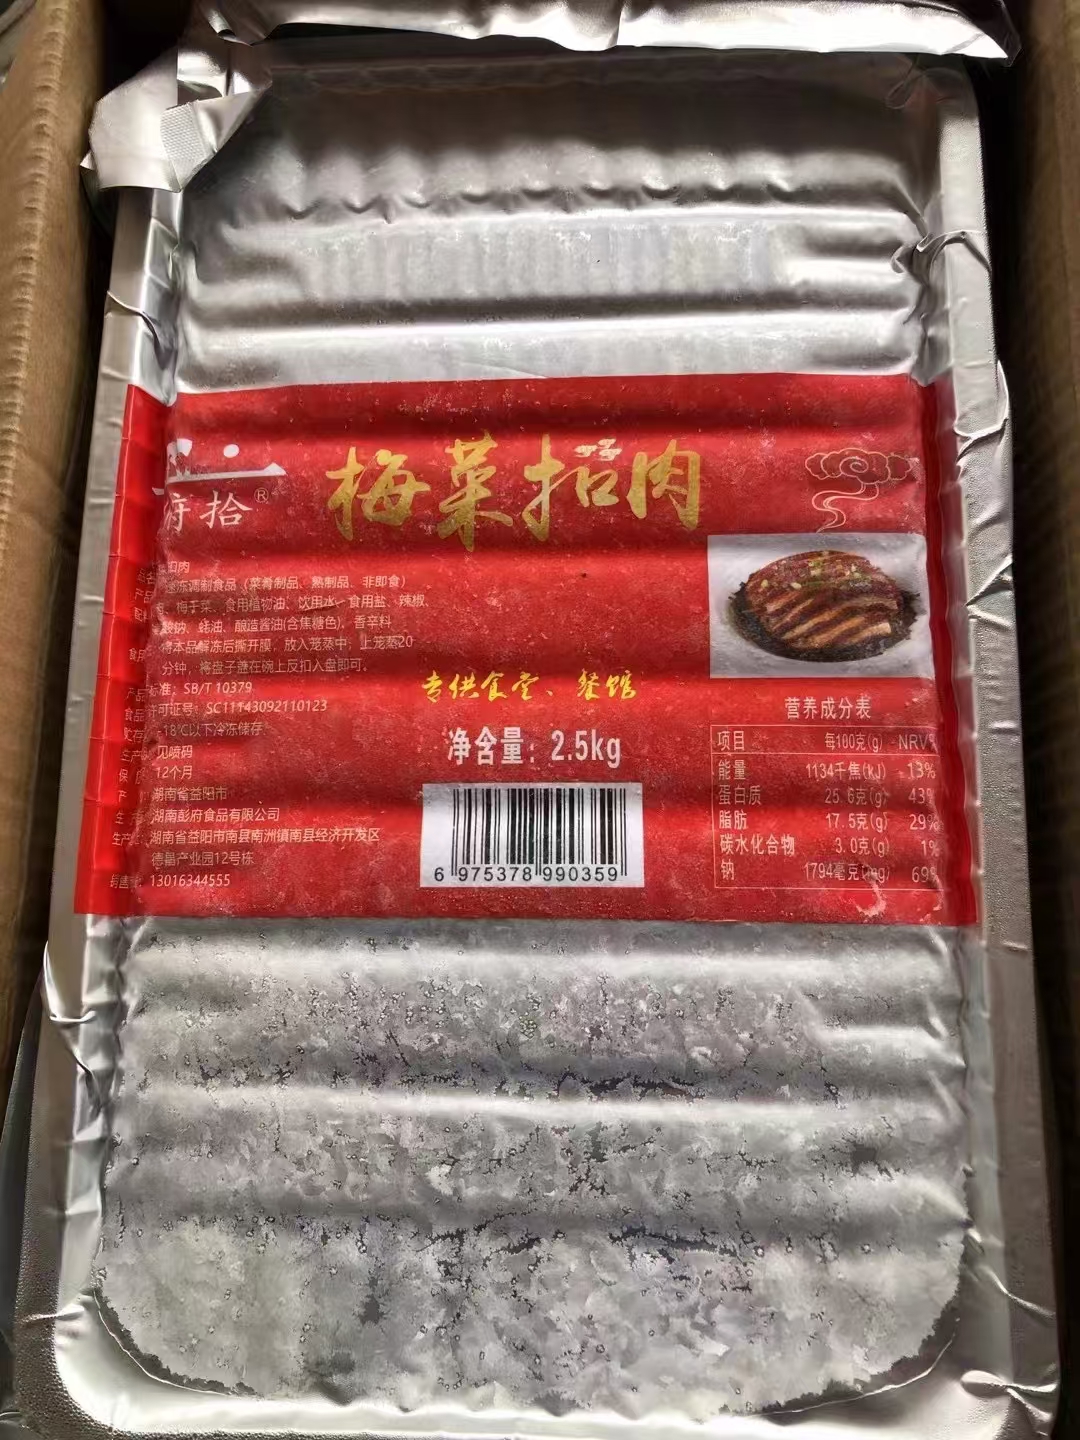 府拾®
梅菜扣肉
扣肉
速冻调制食品（菜肴制品、熟制品、非即食）
梅干菜、食用植物油、饮用水、食用盐、辣椒、
酸钠、蚝油、酿造酱油(含焦糖色)、香辛料
将本品解冻后撕开膜，放入笼蒸中，上笼蒸20
分钟，将盘子盖在碗上反扣入盘即可。
标准：SB/T 10379
许可证号：SC11143092110123
-18℃以下冷冻储存
见喷码
12个月
湖南省益阳市
湖南彭府食品有限公司
湖南省益阳市南县南洲镇南县经济开发区
德昌产业园12号栋
13016344555
专供食堂、餐馆
净含量：2.5kg
6 975378 990359
营养成分表
项目 每100克(g) NRV%
能量 1134千焦(kJ) 13%
蛋白质 25.6克(g) 43%
脂肪 17.5克(g) 29%
碳水化合物 3.0克(g) 1%
钠 1794毫克(mg) 69%